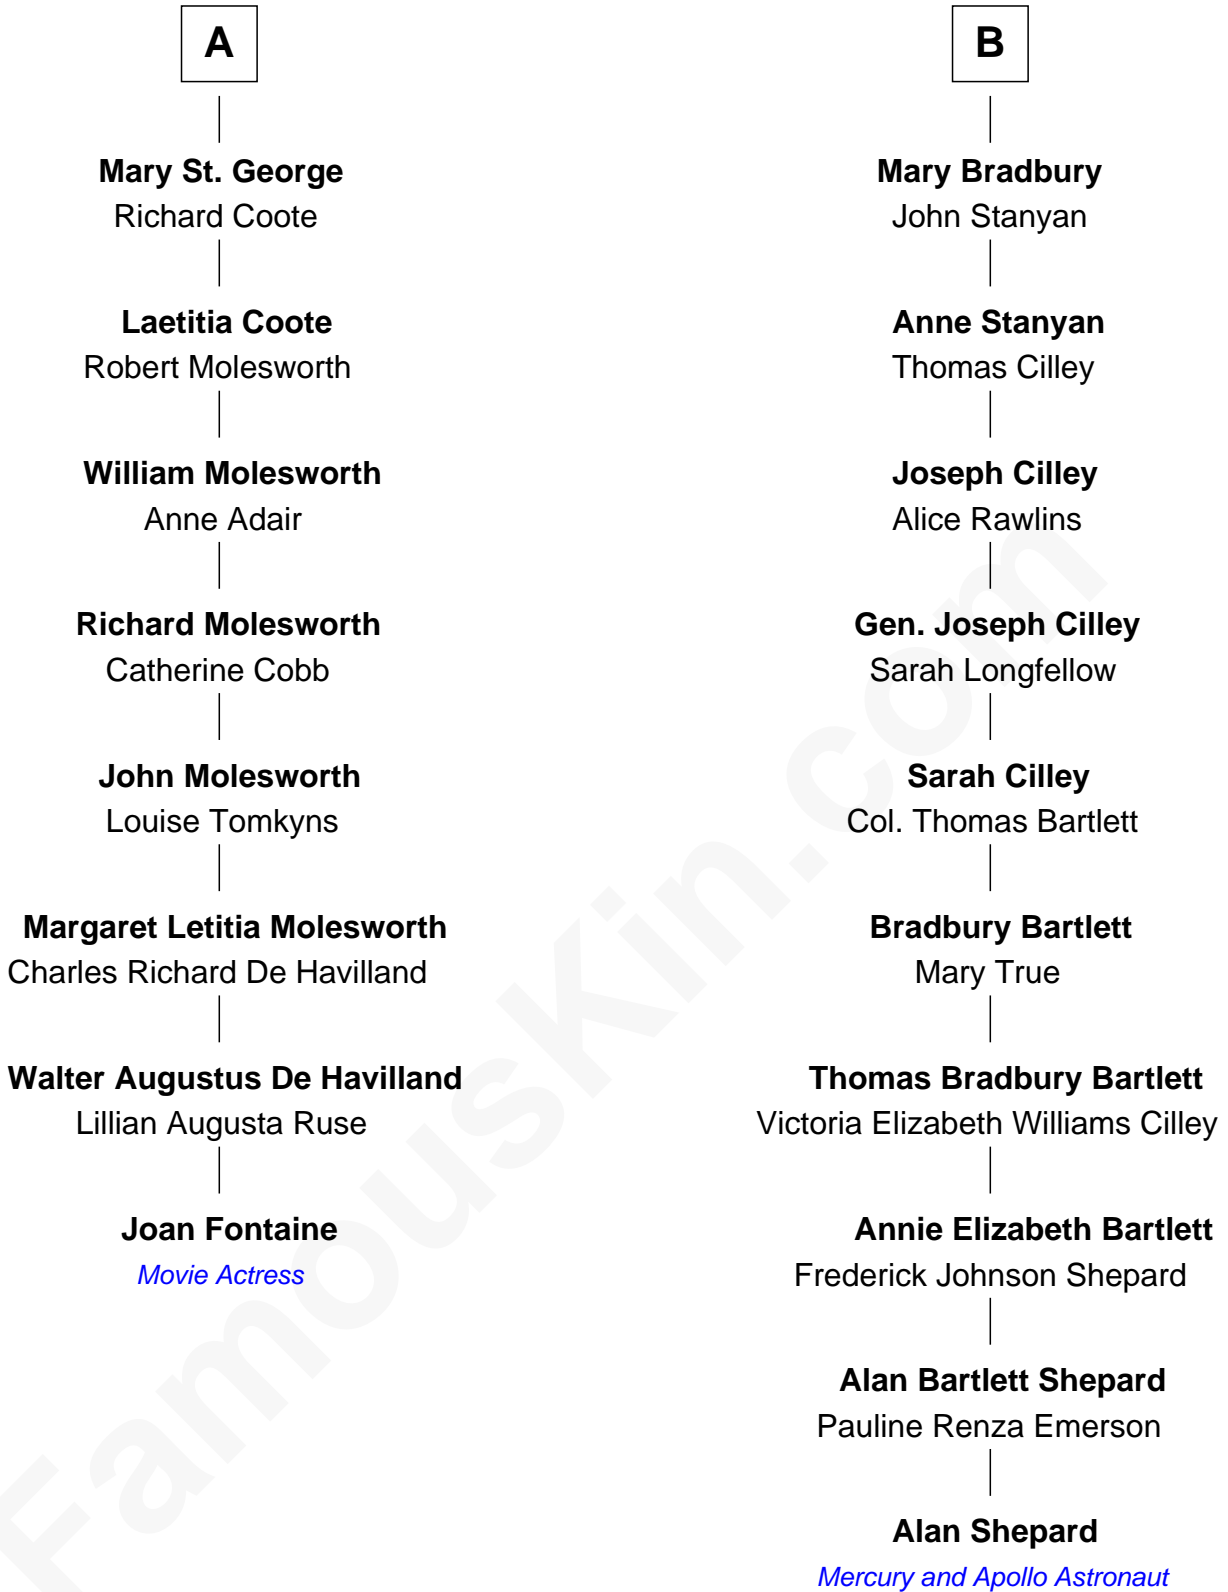 A
Mary St. George
Richard Coote
Laetitia Coote
Robert Molesworth
William Molesworth
Anne Adair
Richard Molesworth
Catherine Cobb
John Molesworth
Louise Tomkyns
Margaret Letitia Molesworth
Charles Richard De Havilland
Walter Augustus De Havilland
Lillian Augusta Ruse
Joan Fontaine
Movie Actress
B
Mary Bradbury
John Stanyan
Anne Stanyan
Thomas Cilley
Joseph Cilley
Alice Rawlins
Gen. Joseph Cilley
Sarah Longfellow
Sarah Cilley
Col. Thomas Bartlett
Bradbury Bartlett
Mary True
Thomas Bradbury Bartlett
Victoria Elizabeth Williams Cilley
Annie Elizabeth Bartlett
Frederick Johnson Shepard
Alan Bartlett Shepard
Pauline Renza Emerson
Alan Shepard
Mercury and Apollo Astronaut
FamousKin.com